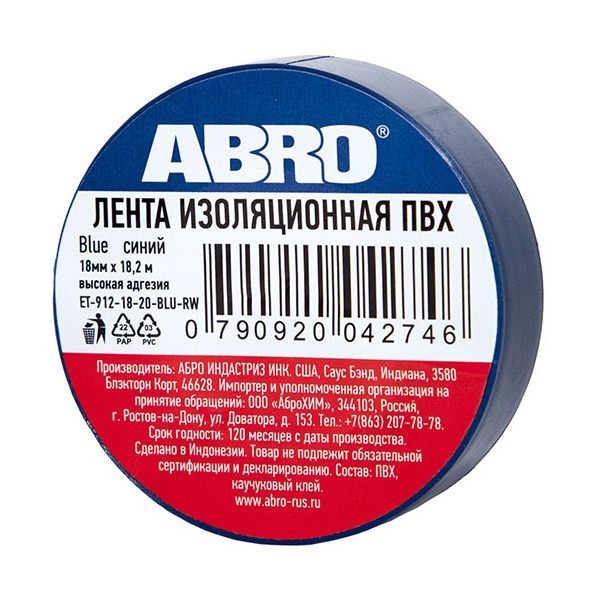 ABRO®
ЛЕНТА ИЗОЛЯЦИОННАЯ ПВХ
Blue синий
18мм x 18,2 м
высокая адгезия
ET-912-18-20-BLU-RW
22
PAP
03
PVC
0 790920 042746
Производитель: АБРО ИНДАСТРИЗ ИНК. США, Саус Бэнд, Индиана, 3580
Блэкторн Корт, 46628. Импортер и уполномоченная организация на
принятие обращений: ООО «АброХИМ», 344103, Россия,
г. Ростов-на-Дону, ул. Доватора, д. 153. Тел.: +7(863) 207-78-78.
Срок годности: 120 месяцев с даты производства.
Сделано в Индонезии. Товар не подлежит обязательной
сертификации и декларированию. Состав: ПВХ,
каучуковый клей.
www.abro-rus.ru